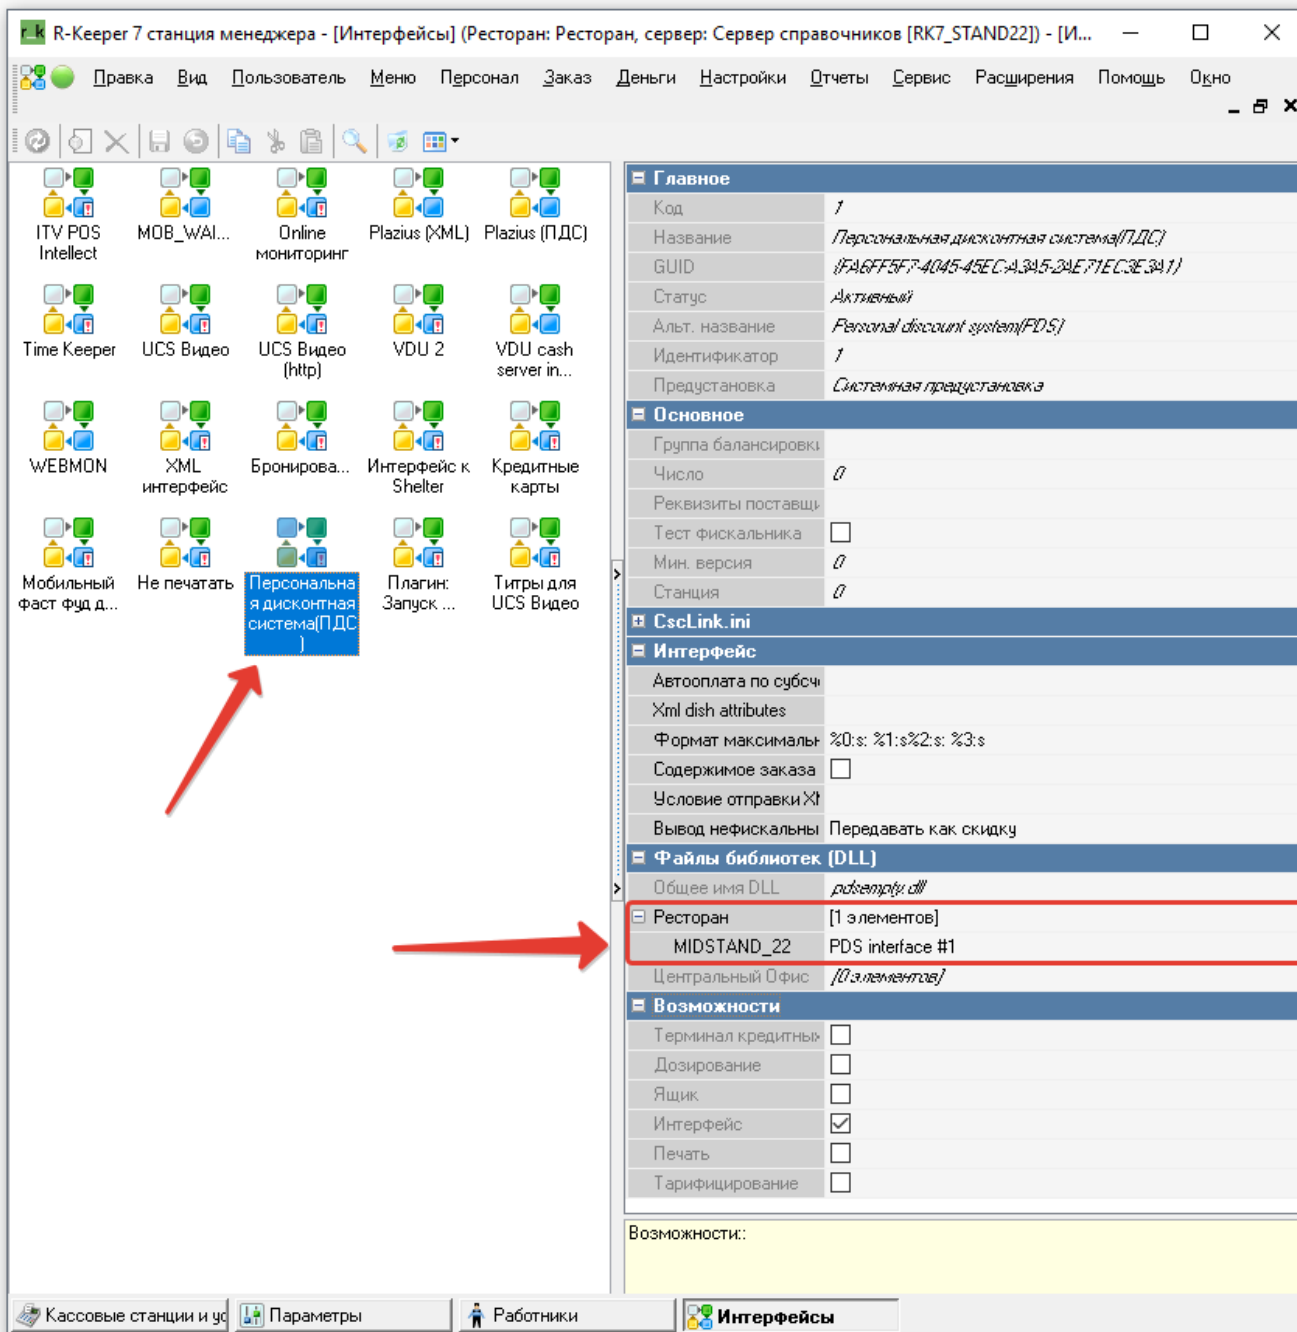 R-Keeper 7 станция менеджера - [Интерфейсы] (Ресторан: Ресторан, сервер: Сервер справочников [RK7_STAND22]) - [И...
Правка Вид Пользователь Меню Персонал Заказ Деньги Настройки Отчеты Сервис Расширения Помощь Окно
ITV POS Intellect
MOB_WAI...
Online мониторинг
Plazius (XML)
Plazius (ПДС)
Time Keeper
UCS Видео
UCS Видео (http)
VDU 2
VDU cash server in...
WEBMON
XML интерфейс
Бронирова...
Интерфейс к Shelter
Кредитные карты
Мобильный фаст фуд д...
Не печатать
Персональна
я дисконтная
система(ПДС
)
Плагин: Запуск ...
Титры для UCS Видео
Главное
Код 1
Название Персональная дисконтная система(ПДС)
GUID {FA6FF5F7-4045-45EC-A3A5-2AE71EC3E3A1}
Статус Активный
Альт. название Personal discount system(PDS)
Идентификатор 1
Предустановка Системная предустановка
Основное
Группа балансировки
Число 0
Реквизиты поставщи
Тест фискальника
Мин. версия 0
Станция 0
CscLink.ini
Интерфейс
Автооплата по субсч
Xml dish attributes
Формат максимальн %0:s: %1:s%2:s: %3:s
Содержимое заказа
Условие отправки XM
Вывод нефискальны Передавать как скидку
Файлы библиотек (DLL)
Общее имя DLL pdsempty.dll
Ресторан [1 элементов]
MIDSTAND_22 PDS interface #1
Центральный Офис [0 элементов]
Возможности
Терминал кредитных
Дозирование
Ящик
Интерфейс
Печать
Тарифицирование
Возможности::
Кассовые станции и ус Параметры Работники Интерфейсы